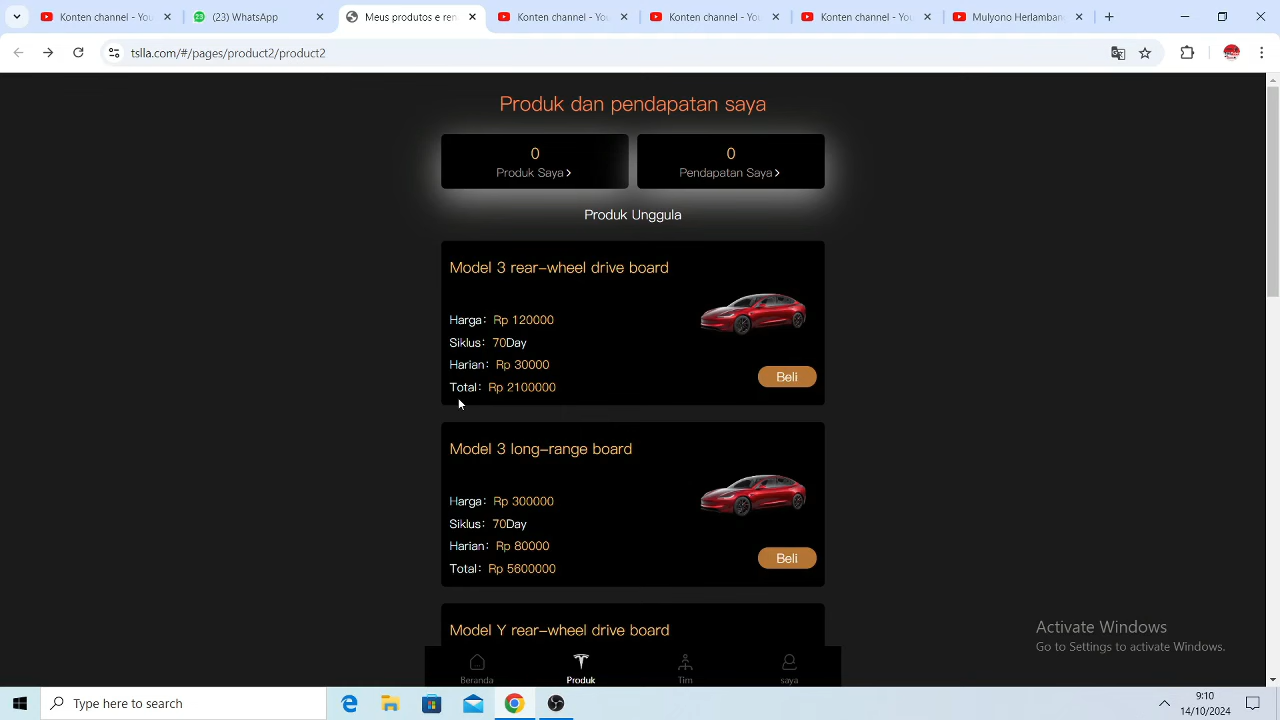 Konten channel - You
(23) WhatsApp
Meus produtos e ren
Konten channel - You
Konten channel - You
Konten channel - You
Mulyono Herlamban
tslla.com/#/pages/product2/product2
Produk dan pendapatan saya
0
Produk Saya
0
Pendapatan Saya
Produk Unggula
Model 3 rear-wheel drive board
Harga: Rp 120000
Siklus: 70Day
Harian: Rp 30000
Total: Rp 2100000
Beli
Model 3 long-range board
Harga: Rp 300000
Siklus: 70Day
Harian: Rp 80000
Total: Rp 5600000
Beli
Model Y rear-wheel drive board
Activate Windows
Go to Settings to activate Windows.
Beranda
Produk
Tim
saya
Type here to search
9:10
14/10/2024